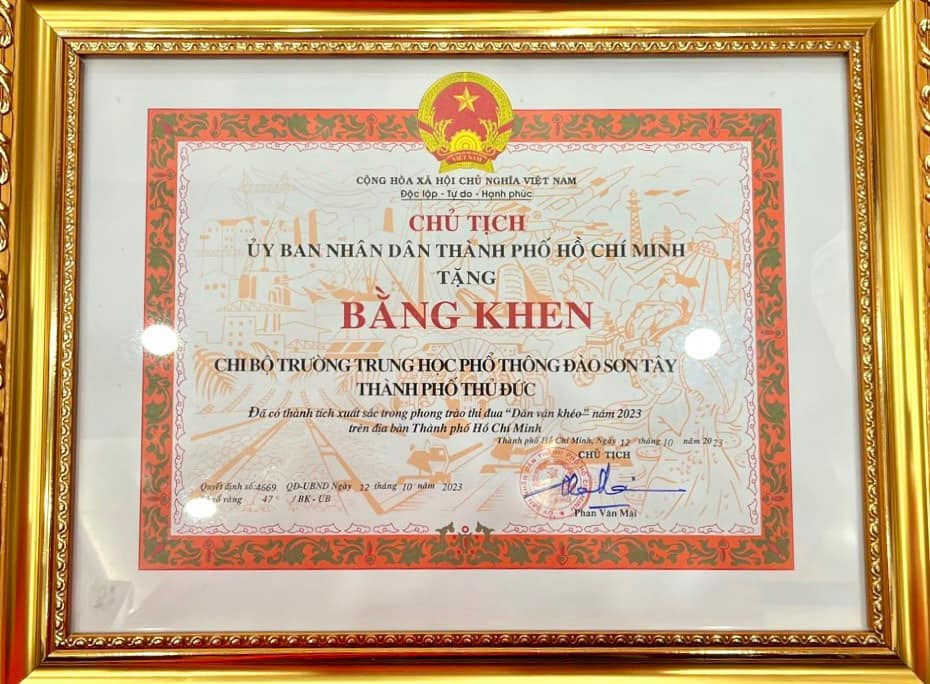 VIỆT NAM
CỘNG HÒA XÃ HỘI CHỦ NGHĨA VIỆT NAM
Độc lập - Tự do - Hạnh phúc
CHỦ TỊCH
ỦY BAN NHÂN DÂN THÀNH PHỐ HỒ CHÍ MINH
TẶNG
BẰNG KHEN
CHI BỘ TRƯỜNG TRUNG HỌC PHỔ THÔNG ĐÀO SƠN TÂY
THÀNH PHỐ THỦ ĐỨC
Đã có thành tích xuất sắc trong phong trào thi đua "Dân vận khéo" năm 2023
trên địa bàn Thành phố Hồ Chí Minh
Thành phố Hồ Chí Minh, Ngày 12 tháng 10 năm 2023
CHỦ TỊCH
Quyết định số:4669 QĐ-UBND Ngày 12 tháng 10 năm 2023
số vàng 47 / BK - UB
Phan Văn Mãi